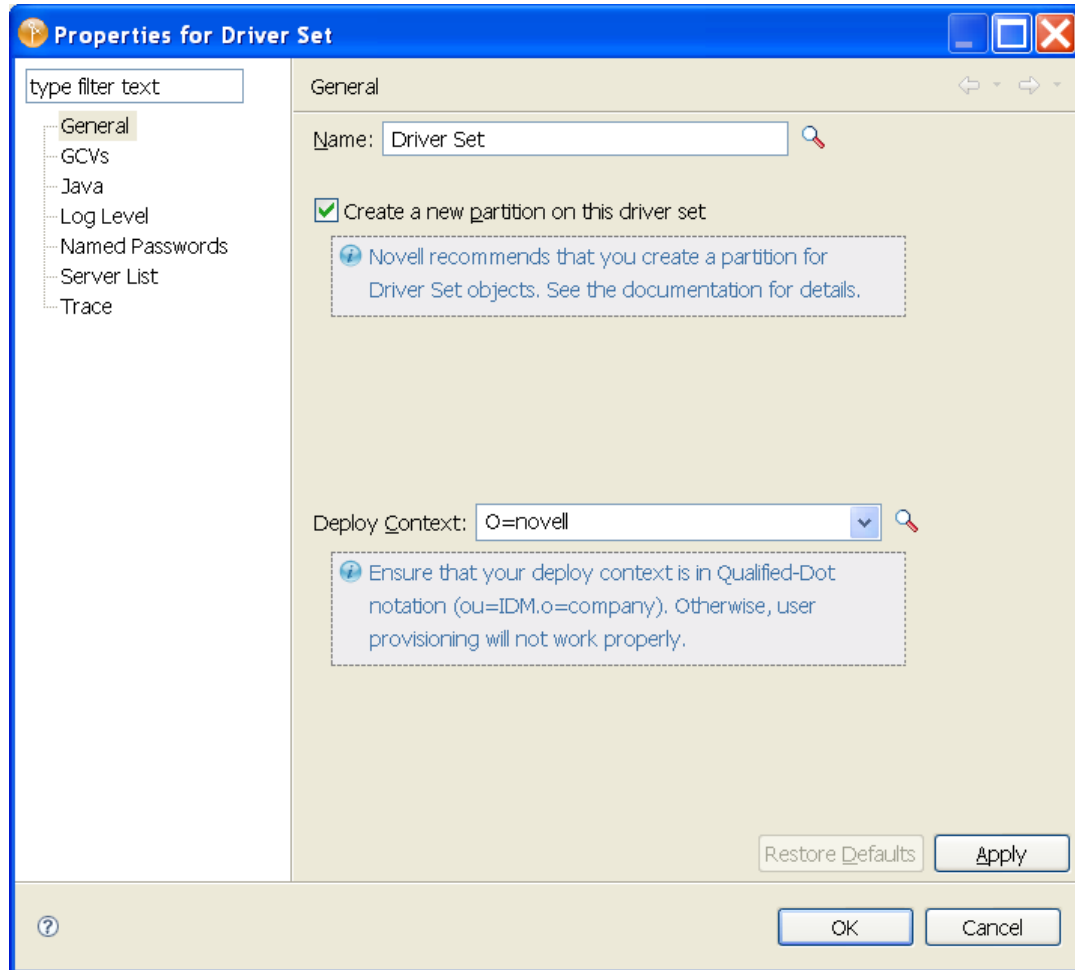 Properties for Driver Set
type filter text
General
GCVs
Java
Log Level
Named Passwords
Server List
Trace
General
Name: Driver Set
Create a new partition on this driver set
Novell recommends that you create a partition for
Driver Set objects. See the documentation for details.
Deploy Context: O=novell
Ensure that your deploy context is in Qualified-Dot
notation (ou=IDM.o=company). Otherwise, user
provisioning will not work properly.
Restore Defaults Apply
OK Cancel